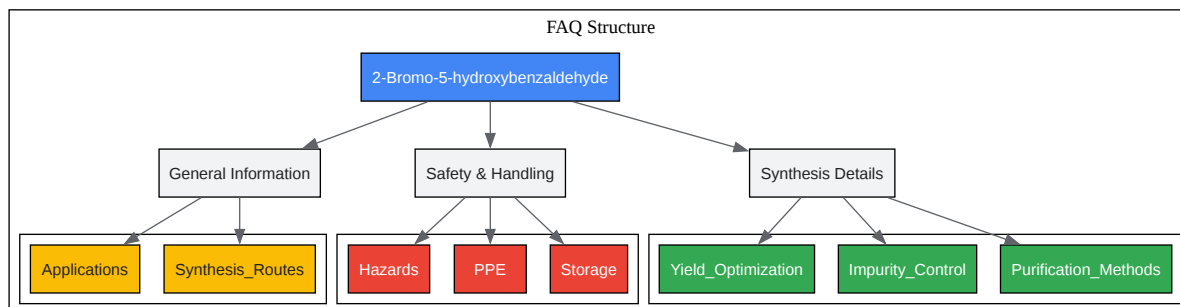 FAQ Structure
2-Bromo-5-hydroxybenzaldehyde
General Information
Safety & Handling
Synthesis Details
Applications
Synthesis_Routes
Hazards
PPE
Storage
Yield_Optimization
Impurity_Control
Purification_Methods